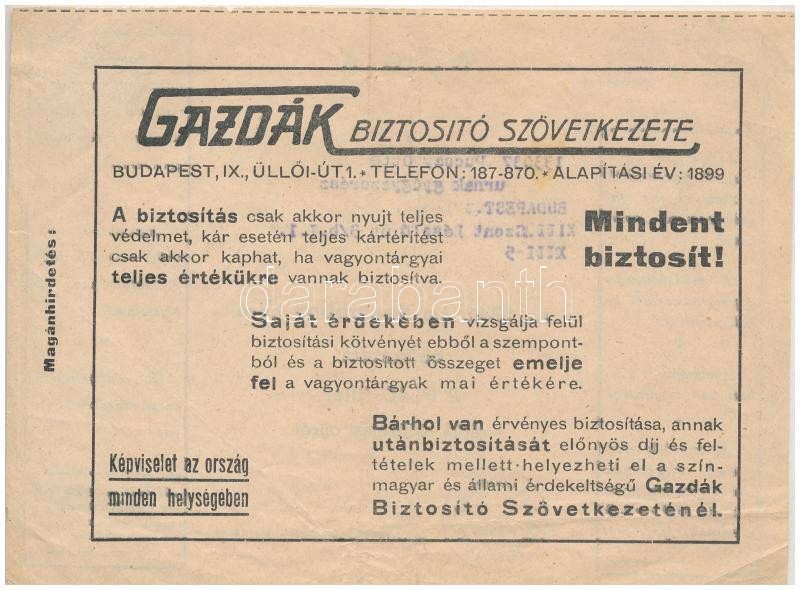 GAZDÁK BIZTOSITÓ SZÖVETKEZETE
BUDAPEST, IX., ÜLLŐI-ÚT 1. * TELEFON: 187-870. * ALAPITÁSI ÉV: 1899
Magánhirdetés:
A biztosítás csak akkor nyujt teljes
védelmet, kár esetén teljes kártérítést
csak akkor kaphat, ha vagyontárgyai
teljes értékükre vannak biztosítva.
Mindent
biztosít!
darabanth
Saját érdekében vizsgálja felül
biztosítási kötvényét ebből a szempont-
ból és a biztosított összeget emelje
fel a vagyontárgyak mai értékére.
Bárhol van érvényes biztosítása, annak
utánbiztosítását előnyös díj és fel-
tételek mellett helyezheti el a szín-
magyar és állami érdekeltségű Gazdák
Biztosító Szövetkezeténél.
Képviselet az ország
minden helységében